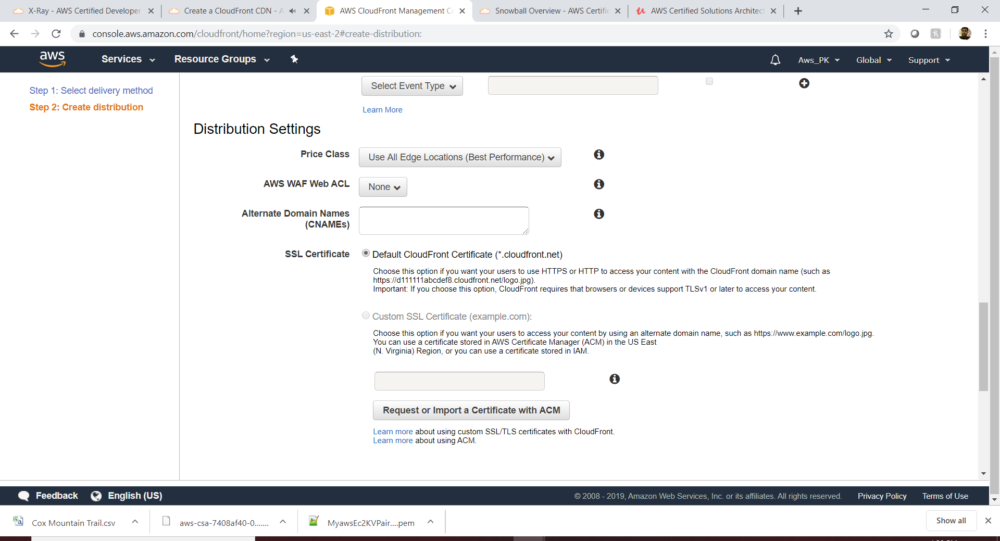 X-Ray - AWS Certified Developer
Create a CloudFront CDN - A
AWS CloudFront Management Co
Snowball Overview - AWS Certifie
AWS Certified Solutions Architect
console.aws.amazon.com/cloudfront/home?region=us-east-2#create-distribution:
aws
Services
Resource Groups
Aws_PK
Global
Support
Step 1: Select delivery method
Step 2: Create distribution
Select Event Type
Learn More
Distribution Settings
Price Class
Use All Edge Locations (Best Performance)
AWS WAF Web ACL
None
Alternate Domain Names
(CNAMEs)
SSL Certificate
Default CloudFront Certificate (*.cloudfront.net)
Choose this option if you want your users to use HTTPS or HTTP to access your content with the CloudFront domain name (such as
https://d111111abcdef8.cloudfront.net/logo.jpg).
Important: If you choose this option, CloudFront requires that browsers or devices support TLSv1 or later to access your content.
Custom SSL Certificate (example.com):
Choose this option if you want your users to access your content by using an alternate domain name, such as https://www.example.com/logo.jpg.
You can use a certificate stored in AWS Certificate Manager (ACM) in the US East
(N. Virginia) Region, or you can use a certificate stored in IAM.
Request or Import a Certificate with ACM
Learn more about using custom SSL/TLS certificates with CloudFront.
Learn more about using ACM.
Feedback
English (US)
© 2008 - 2019, Amazon Web Services, Inc. or its affiliates. All rights reserved.
Privacy Policy
Terms of Use
Cox Mountain Trail.csv
aws-csa-7408af40-0.......
MyawsEc2KVPair....pem
Show all